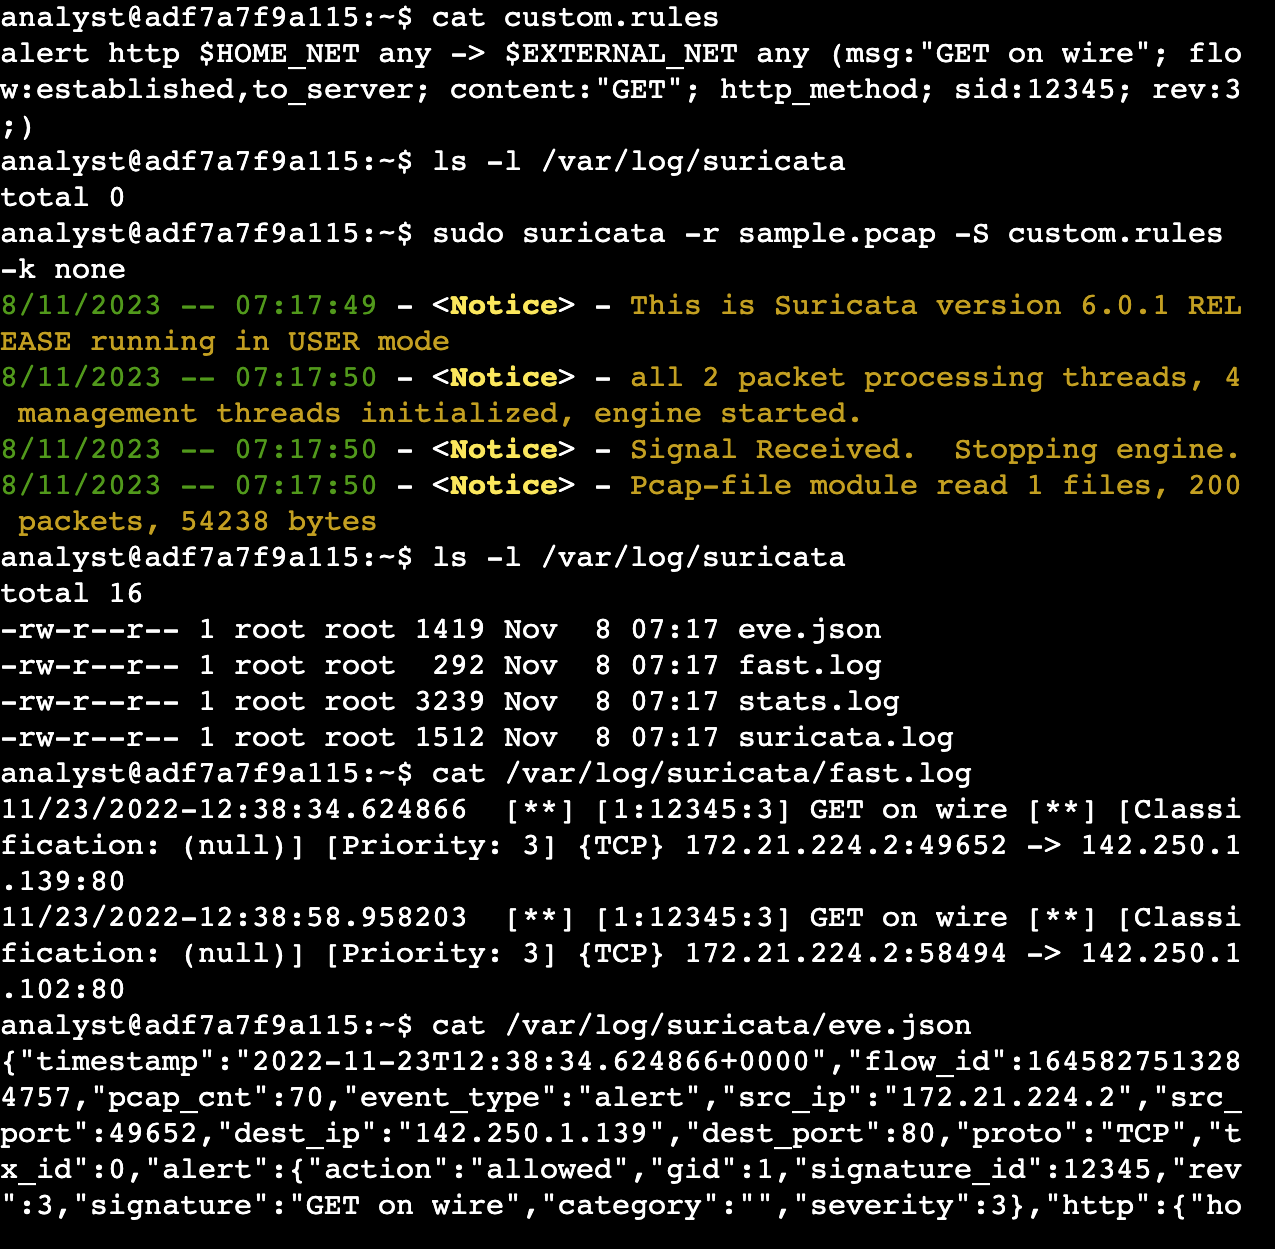 analyst@adf7a7f9a115:~$ cat custom.rules
alert http $HOME_NET any -> $EXTERNAL_NET any (msg:"GET on wire"; flo
w:established,to_server; content:"GET"; http_method; sid:12345; rev:3
;)
analyst@adf7a7f9a115:~$ ls -l /var/log/suricata
total 0
analyst@adf7a7f9a115:~$ sudo suricata -r sample.pcap -S custom.rules
-k none
8/11/2023 -- 07:17:49 - <Notice> - This is Suricata version 6.0.1 REL
EASE running in USER mode
8/11/2023 -- 07:17:50 - <Notice> - all 2 packet processing threads, 4
 management threads initialized, engine started.
8/11/2023 -- 07:17:50 - <Notice> - Signal Received.  Stopping engine.
8/11/2023 -- 07:17:50 - <Notice> - Pcap-file module read 1 files, 200
 packets, 54238 bytes
analyst@adf7a7f9a115:~$ ls -l /var/log/suricata
total 16
-rw-r--r-- 1 root root 1419 Nov  8 07:17 eve.json
-rw-r--r-- 1 root root  292 Nov  8 07:17 fast.log
-rw-r--r-- 1 root root 3239 Nov  8 07:17 stats.log
-rw-r--r-- 1 root root 1512 Nov  8 07:17 suricata.log
analyst@adf7a7f9a115:~$ cat /var/log/suricata/fast.log
11/23/2022-12:38:34.624866  [**] [1:12345:3] GET on wire [**] [Classi
fication: (null)] [Priority: 3] {TCP} 172.21.224.2:49652 -> 142.250.1
.139:80
11/23/2022-12:38:58.958203  [**] [1:12345:3] GET on wire [**] [Classi
fication: (null)] [Priority: 3] {TCP} 172.21.224.2:58494 -> 142.250.1
.102:80
analyst@adf7a7f9a115:~$ cat /var/log/suricata/eve.json
{"timestamp":"2022-11-23T12:38:34.624866+0000","flow_id":164582751328
4757,"pcap_cnt":70,"event_type":"alert","src_ip":"172.21.224.2","src_
port":49652,"dest_ip":"142.250.1.139","dest_port":80,"proto":"TCP","t
x_id":0,"alert":{"action":"allowed","gid":1,"signature_id":12345,"rev
":3,"signature":"GET on wire","category":"","severity":3},"http":{"ho